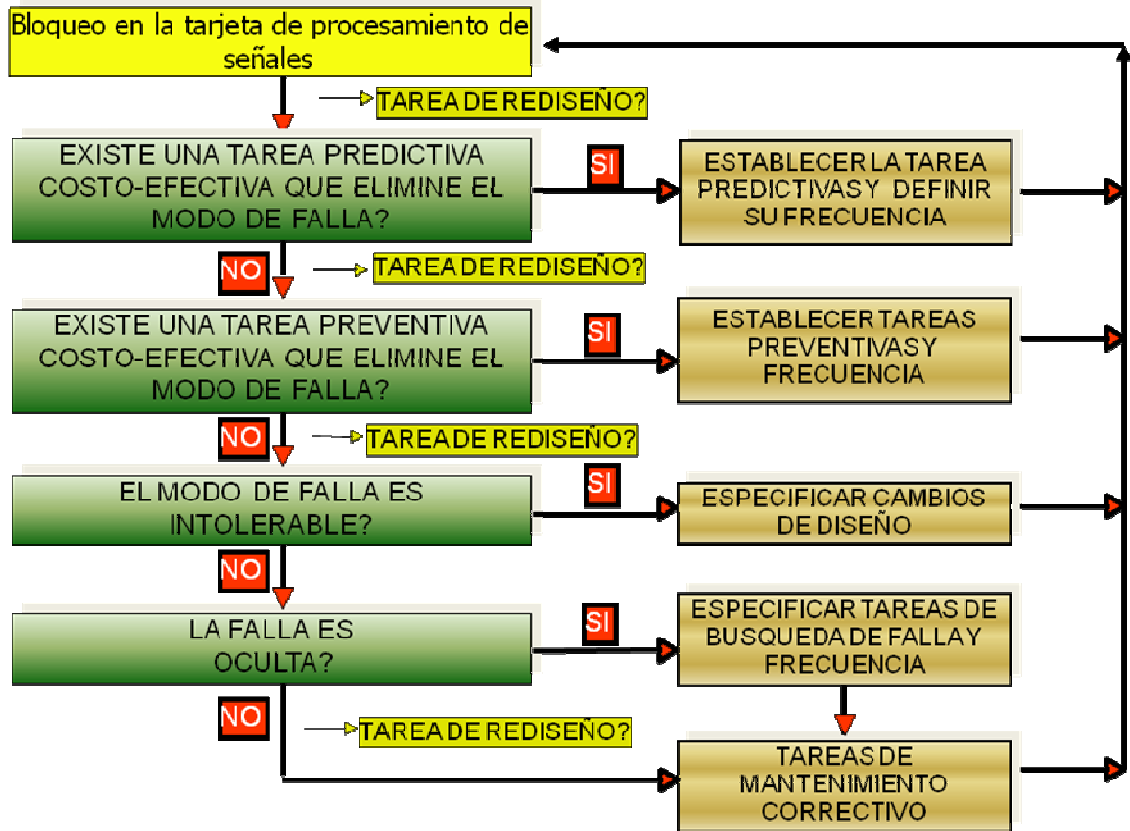 Bloqueo en la tarjeta de procesamiento de
señales
TAREA DE REDISEÑO?
EXISTE UNA TAREA PREDICTIVA
COSTO-EFECTIVA QUE ELIMINE EL
MODO DE FALLA?
SI
ESTABLECER LA TAREA
PREDICTIVAS Y DEFINIR
SU FRECUENCIA
NO
TAREA DE REDISEÑO?
EXISTE UNA TAREA PREVENTIVA
COSTO-EFECTIVA QUE ELIMINE EL
MODO DE FALLA?
SI
ESTABLECER TAREAS
PREVENTIVAS Y
FRECUENCIA
NO
TAREA DE REDISEÑO?
EL MODO DE FALLA ES
INTOLERABLE?
SI
ESPECIFICAR CAMBIOS
DE DISEÑO
NO
LA FALLA ES
OCULTA?
SI
ESPECIFICAR TAREAS DE
BUSQUEDA DE FALLA Y
FRECUENCIA
NO
TAREA DE REDISEÑO?
TAREAS DE
MANTENIMIENTO
CORRECTIVO